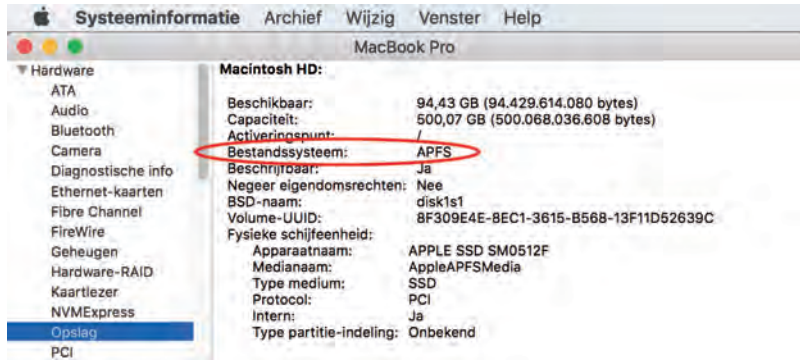 Systeeminformatie Archief Wijzig Venster Help
MacBook Pro
Hardware
ATA
Audio
Bluetooth
Camera
Diagnostische info
Ethernet-kaarten
Fibre Channel
FireWire
Geheugen
Hardware-RAID
Kaartlezer
NVMExpress
Opslag
PCI
Macintosh HD:
Beschikbaar: 94,43 GB (94.429.614.080 bytes)
Capaciteit: 500,07 GB (500.068.036.608 bytes)
Activeringspunt: /
Bestandssysteem: APFS
Beschrijfbaar: Ja
Negeer eigendomsrechten: Nee
BSD-naam: disk1s1
Volume-UUID: 8F309E4E-8EC1-3615-B568-13F11D52639C
Fysieke schijfeenheid:
Apparaatnaam: APPLE SSD SM0512F
Medianaam: AppleAPFSMedia
Type medium: SSD
Protocol: PCI
Intern: Ja
Type partitie-indeling: Onbekend